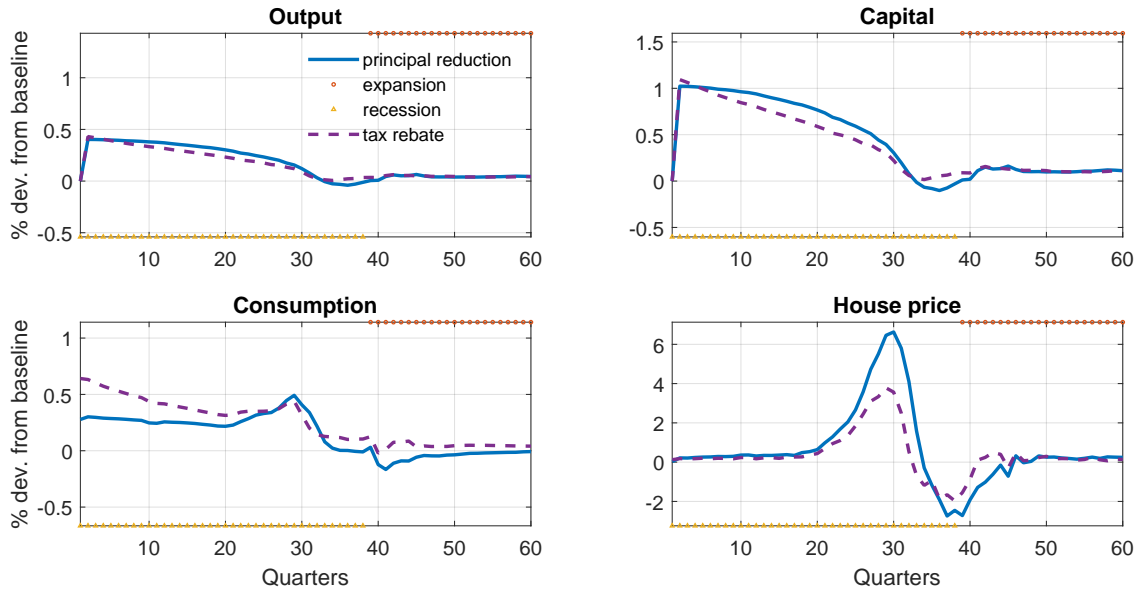 Output
% dev. from baseline
1
0.5
0
-0.5
10 20 30 40 50 60
principal reduction
expansion
recession
tax rebate
Capital
1.5
1
0.5
0
-0.5
10 20 30 40 50 60
Consumption
% dev. from baseline
1
0.5
0
-0.5
10 20 30 40 50 60
Quarters
House price
6
4
2
0
-2
10 20 30 40 50 60
Quarters